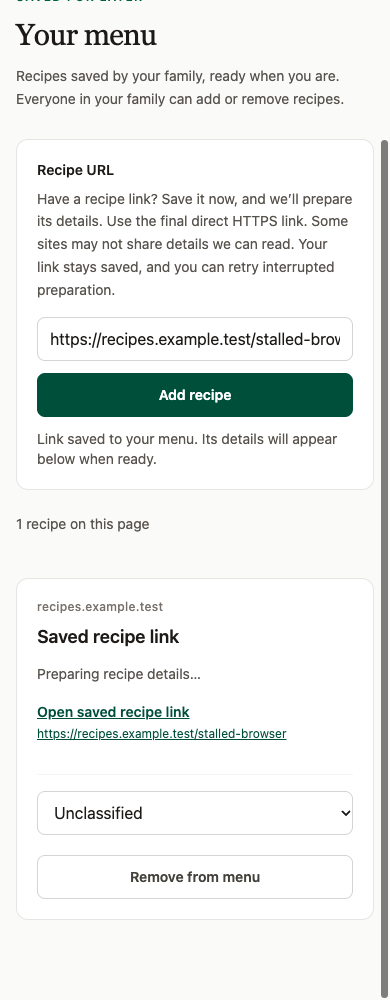 Your menu
Recipes saved by your family, ready when you are.
Everyone in your family can add or remove recipes.
Recipe URL
Have a recipe link? Save it now, and we’ll prepare
its details. Use the final direct HTTPS link. Some
sites may not share details we can read. Your
link stays saved, and you can retry interrupted
preparation.
https://recipes.example.test/stalled-brow
Add recipe
Link saved to your menu. Its details will appear
below when ready.
1 recipe on this page
recipes.example.test
Saved recipe link
Preparing recipe details…
Open saved recipe link
https://recipes.example.test/stalled-browser
Unclassified
Remove from menu